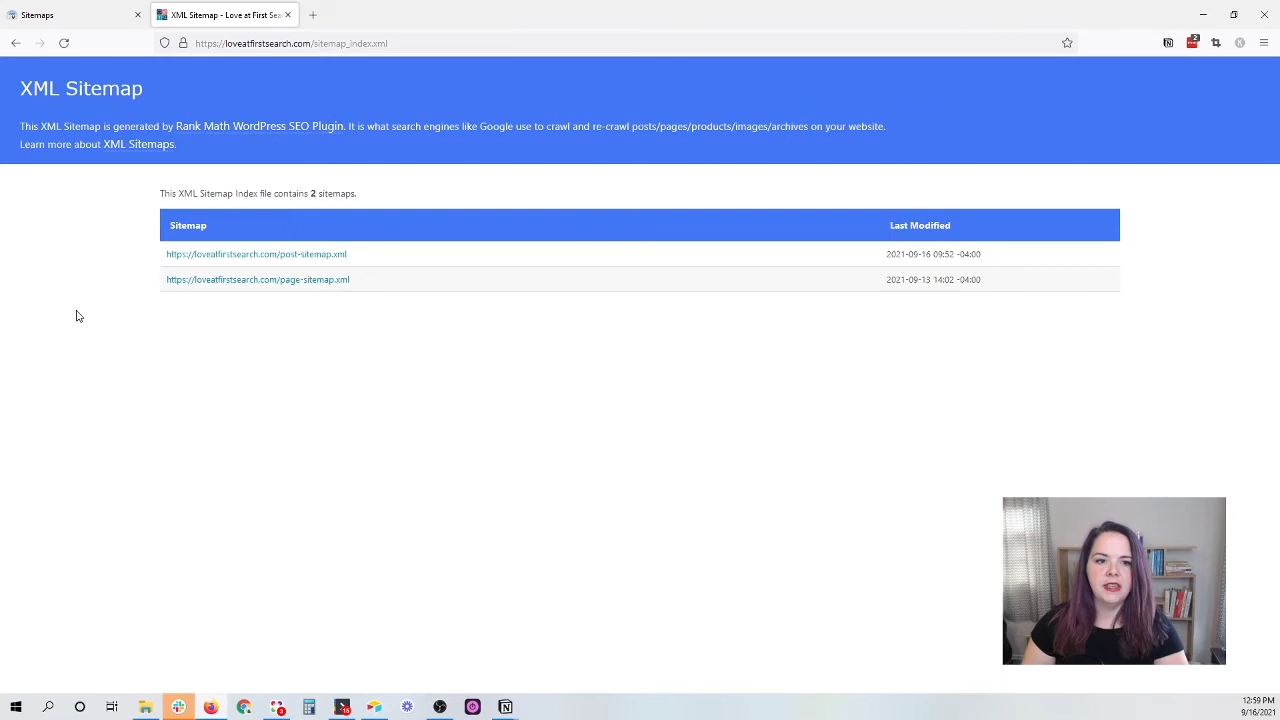 Sitemaps
XML Sitemap - Love at First Sea
https://loveatfirstsearch.com/sitemap_index.xml
2
XML Sitemap
This XML Sitemap is generated by Rank Math WordPress SEO Plugin. It is what search engines like Google use to crawl and re-crawl posts/pages/products/images/archives on your website.
Learn more about XML Sitemaps.
This XML Sitemap Index file contains 2 sitemaps.
Sitemap Last Modified
https://loveatfirstsearch.com/post-sitemap.xml 2021-09-16 09:52 -04:00
https://loveatfirstsearch.com/page-sitemap.xml 2021-09-13 14:02 -04:00
3
15
12:59 PM
9/16/2021